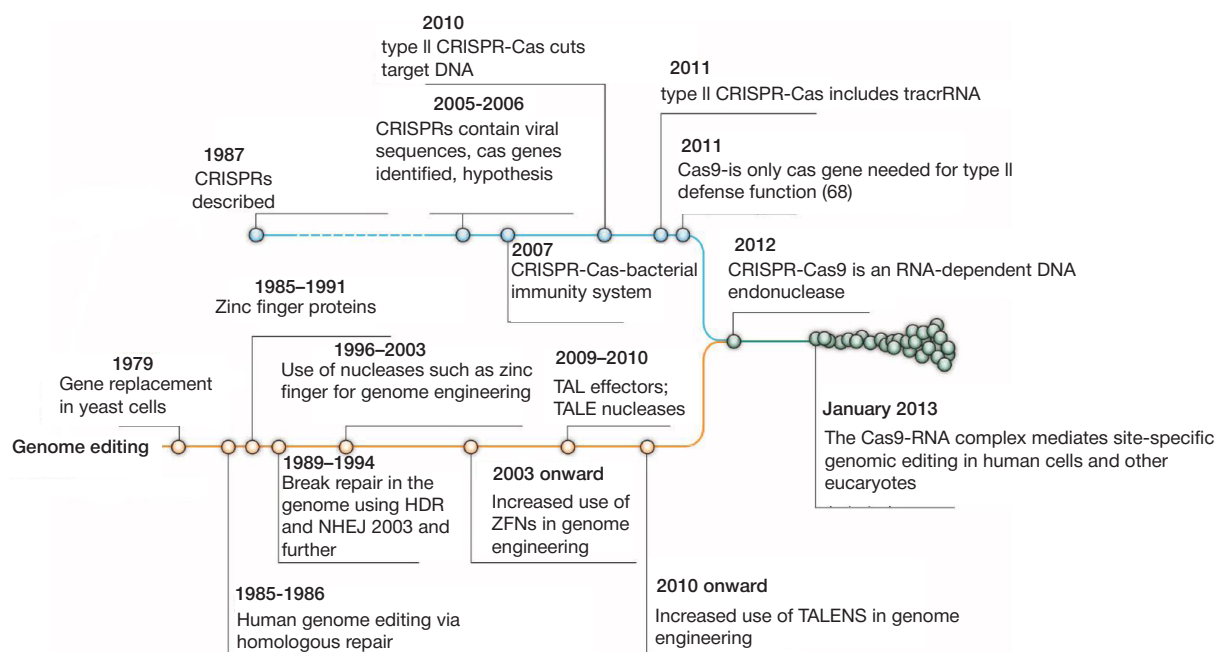 2010
type II CRISPR-Cas cuts
target DNA
2011
type II CRISPR-Cas includes tracrRNA
2005-2006
CRISPRs contain viral
sequences, cas genes
identified, hypothesis
2011
Cas9-is only cas gene needed for type II
defense function (68)
1987
CRISPRs
described
2007
CRISPR-Cas-bacterial
immunity system
2012
CRISPR-Cas9 is an RNA-dependent DNA
endonuclease
1985–1991
Zinc finger proteins
1996–2003
Use of nucleases such as zinc
finger for genome engineering
2009–2010
TAL effectors;
TALE nucleases
1979
Gene replacement
in yeast cells
Genome editing
January 2013
The Cas9-RNA complex mediates site-specific
genomic editing in human cells and other
eucaryotes
1989–1994
Break repair in the
genome using HDR
and NHEJ 2003 and
further
2003 onward
Increased use of
ZFNs in genome
engineering
1985-1986
Human genome editing via
homologous repair
2010 onward
Increased use of TALENS in genome
engineering